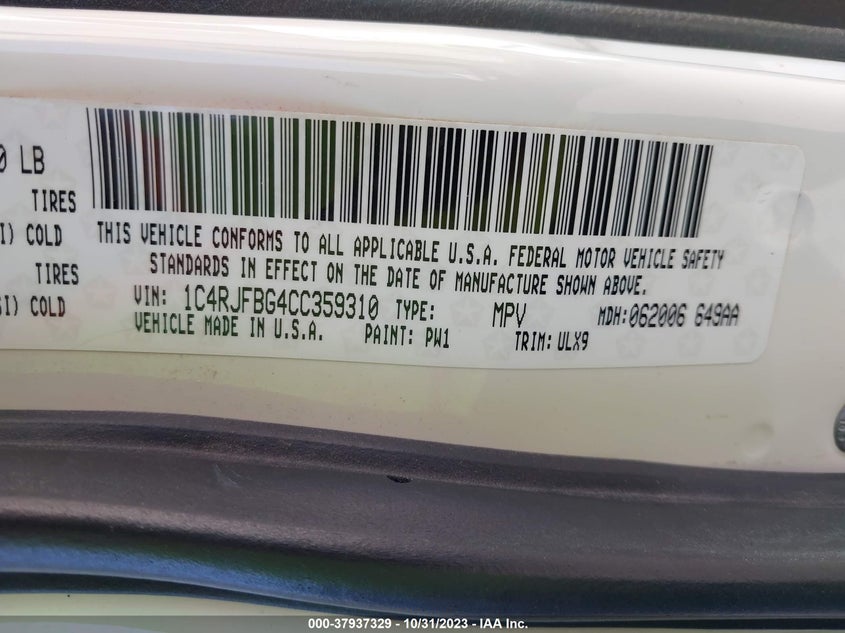 0 LB
TIRES
I) COLD
TIRES
SI) COLD
THIS VEHICLE CONFORMS TO ALL APPLICABLE U.S.A. FEDERAL MOTOR VEHICLE SAFETY
STANDARDS IN EFFECT ON THE DATE OF MANUFACTURE SHOWN ABOVE.
VIN: 1C4RJFBG4CC359310 TYPE: MPV MDH:062006 649AA
VEHICLE MADE IN U.S.A. PAINT: PW1 TRIM: ULX9
000-37937329 - 10/31/2023 - IAA Inc.